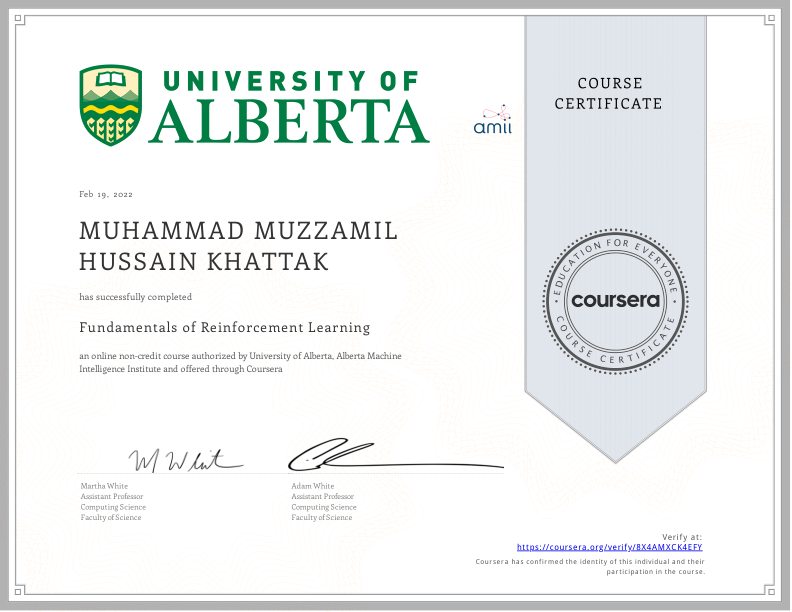 UNIVERSITY OF
ALBERTA
amii
COURSE
CERTIFICATE
Feb 19, 2022
MUHAMMAD MUZZAMIL
HUSSAIN KHATTAK
has successfully completed
Fundamentals of Reinforcement Learning
an online non-credit course authorized by University of Alberta, Alberta Machine
Intelligence Institute and offered through Coursera
EDUCATION FOR EVERYONE
coursera
COURSE CERTIFICATE
M White
Martha White
Assistant Professor
Computing Science
Faculty of Science
Adam White
Assistant Professor
Computing Science
Faculty of Science
Verify at:
https://coursera.org/verify/8X4AMXCK4EFY
Coursera has confirmed the identity of this individual and their
participation in the course.